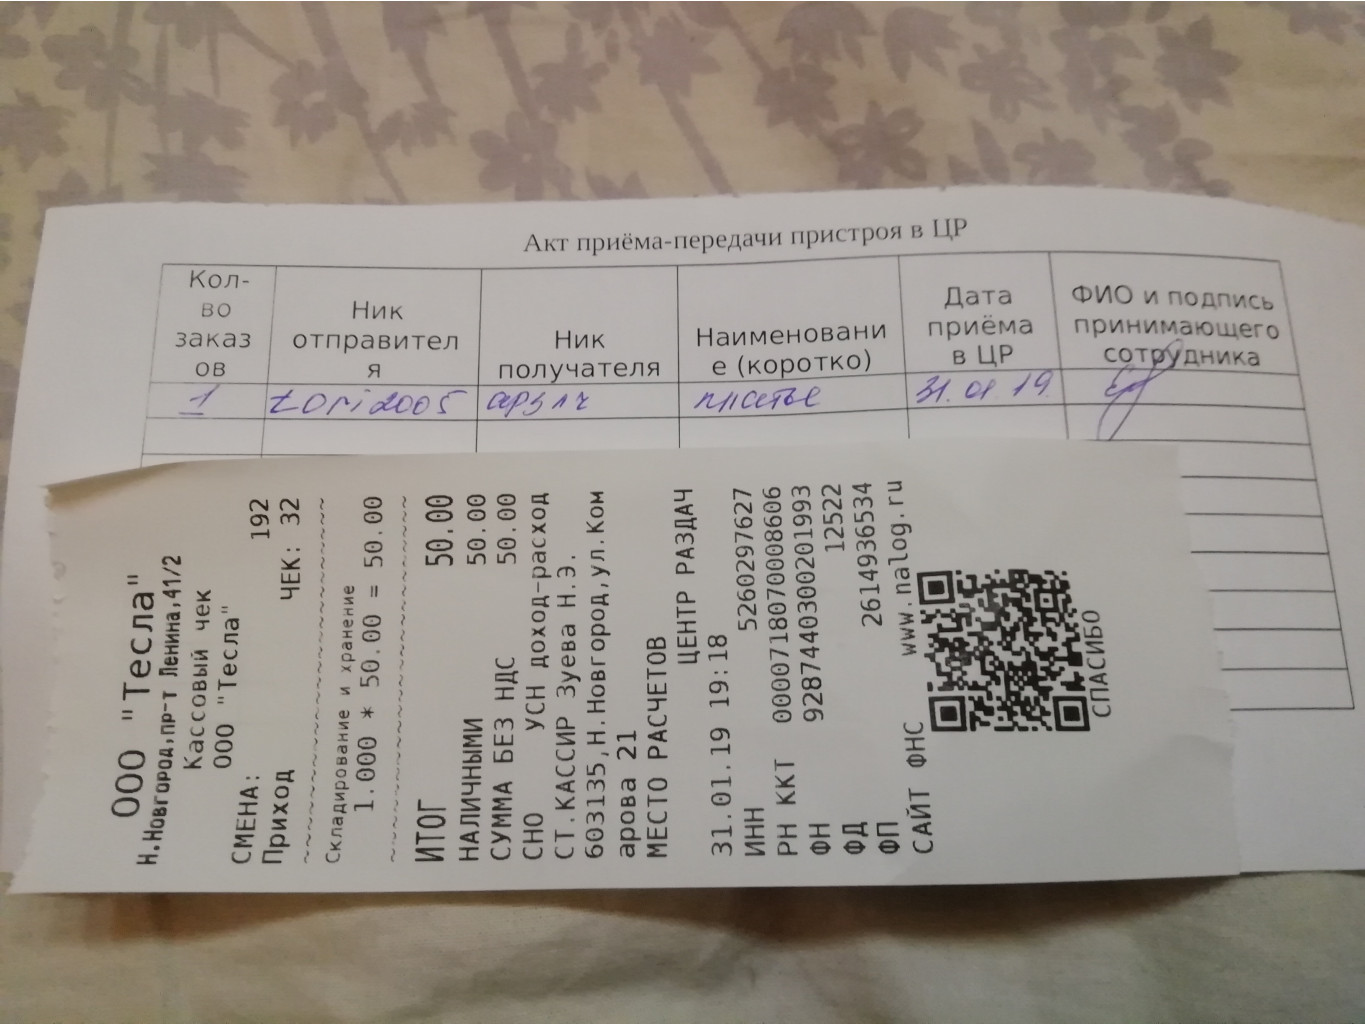 Акт приёма-передачи пристроя в ЦР
Кол-
во
заказ
ов
Ник
отправител
я
Ник
получателя
Наименовани
е (коротко)
Дата
приёма
в ЦР
ФИО и подпись
принимающего
сотрудника
1 zori2005 арзлч платье 31.01.19
ООО "Тесла"
Н.Новгород,пр-т Ленина,41/2
Кассовый чек
ООО "Тесла"
СМЕНА: 192
Приход ЧЕК: 32
~~~~~~~~~~~~~~~~~~~~~~~~~~~~~~~~
Складирование и хранение
1.000 * 50.00 = 50.00
~~~~~~~~~~~~~~~~~~~~~~~~~~~~~~~~
ИТОГ 50.00
НАЛИЧНЫМИ 50.00
СУММА БЕЗ НДС 50.00
СНО УСН доход-расход
СТ.КАССИР Зуева Н.Э.
603135,Н.Новгород,ул.Ком
арова 21
МЕСТО РАСЧЕТОВ
ЦЕНТР РАЗДАЧ
31.01.19 19:18
ИНН 5260297627
РН ККТ 0000718070008606
ФН 9287440300201993
ФД 12522
ФП 2614936534
САЙТ ФНС www.nalog.ru
СПАСИБО